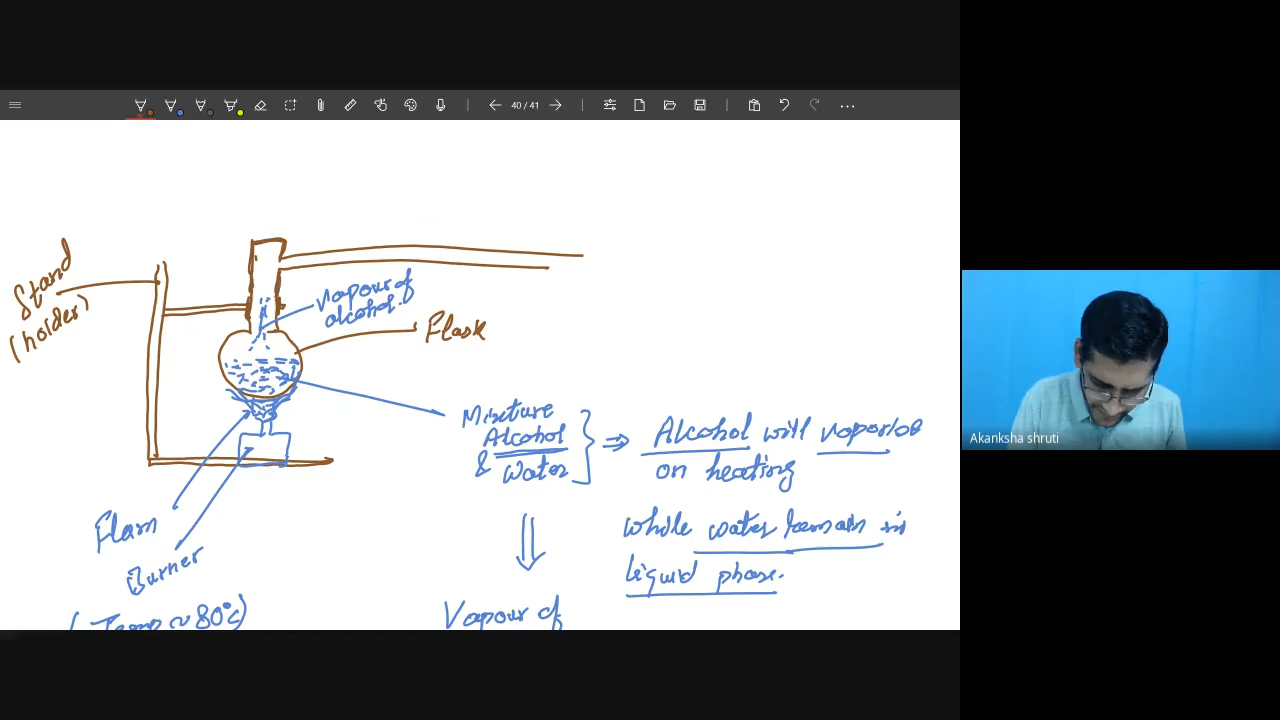 40 / 41
Stand
(holder)
Vapour of
alcohol.
Flask
Mixture
Alcohol
& Water
Alcohol will vaporise
on heating
while water remain in
liquid phase.
Flam
Burner
(Temp ~ 80°c)
Vapour of
Akanksha shruti